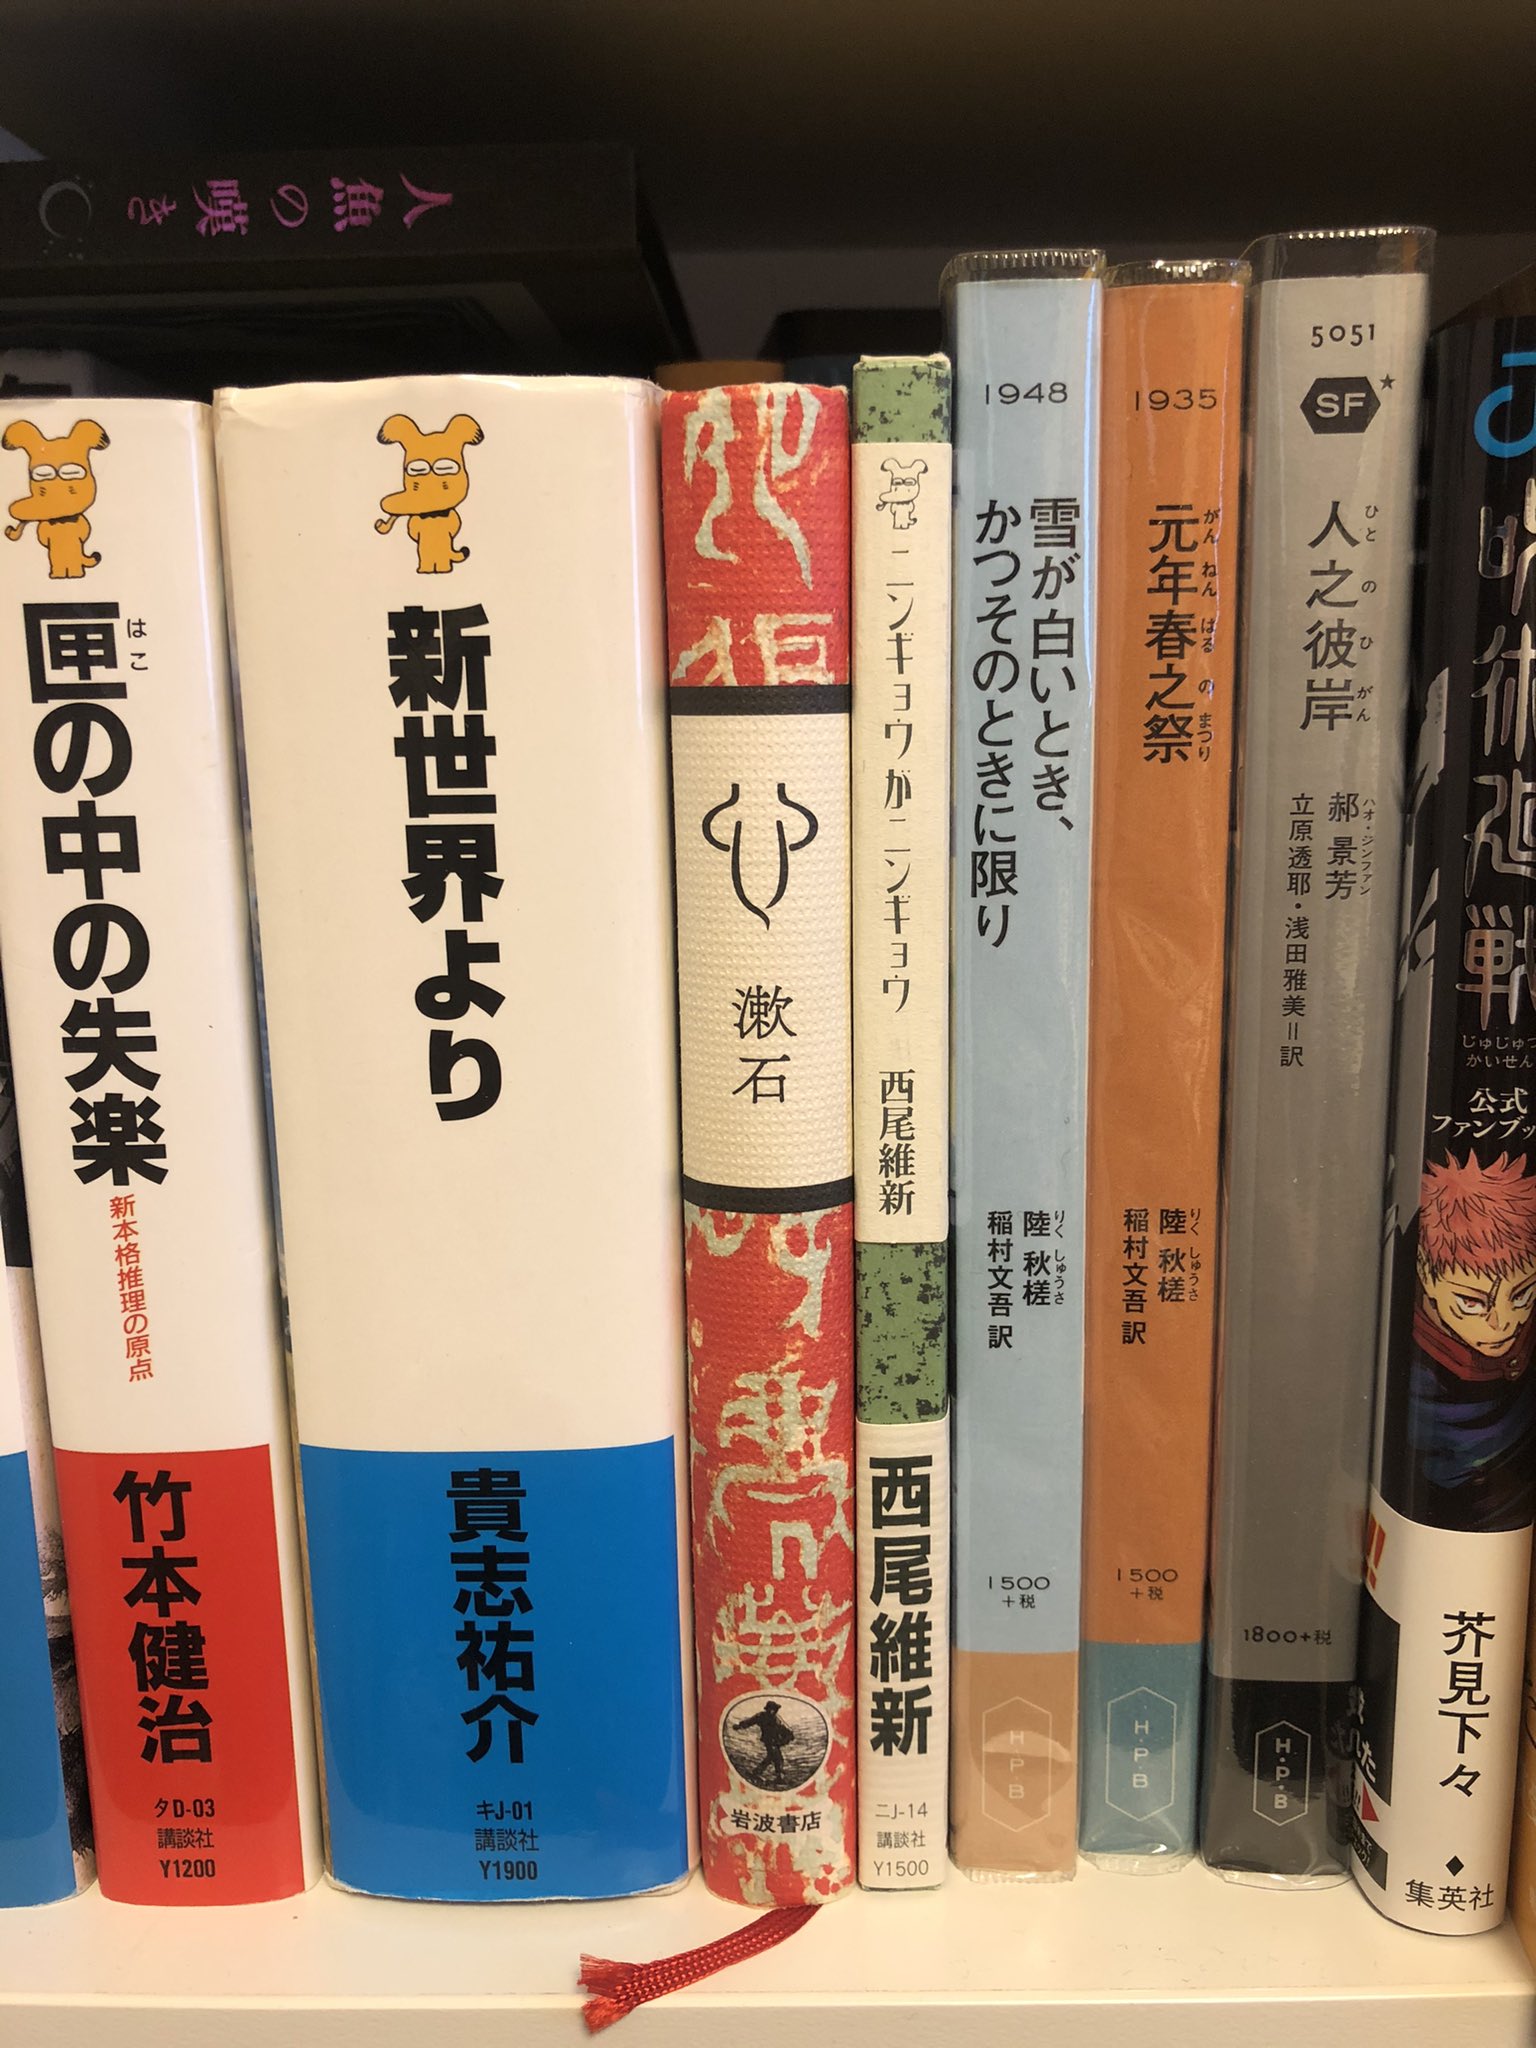 人魚の嘆き
匣の中の失楽
はこ
新本格推理の原点
竹本健治
タD-03
講談社
Y1200
新世界より
貴志祐介
キJ-01
講談社
Y1900
心
漱石
岩波書店
ニンギョウがニンギョウ
西尾維新
西尾維新
ニJ-14
講談社
Y1500
1948
雪が白いとき、
かつそのときに限り
陸秋槎
りくしゅうさ
稲村文吾 訳
1500
+税
H・P・B
1935
元年春之祭
がんねんはるのまつり
陸秋槎
りくしゅうさ
稲村文吾 訳
1500
+税
H・P・B
5051
SF
人之彼岸
ひとのひがん
郝景芳
ハオ・ジンファン
立原透耶・浅田雅美=訳
1800+税
H・P・B
呪術廻戦
じゅじゅつ
かいせん
公式
ファンブッ
芥見下々
集英社